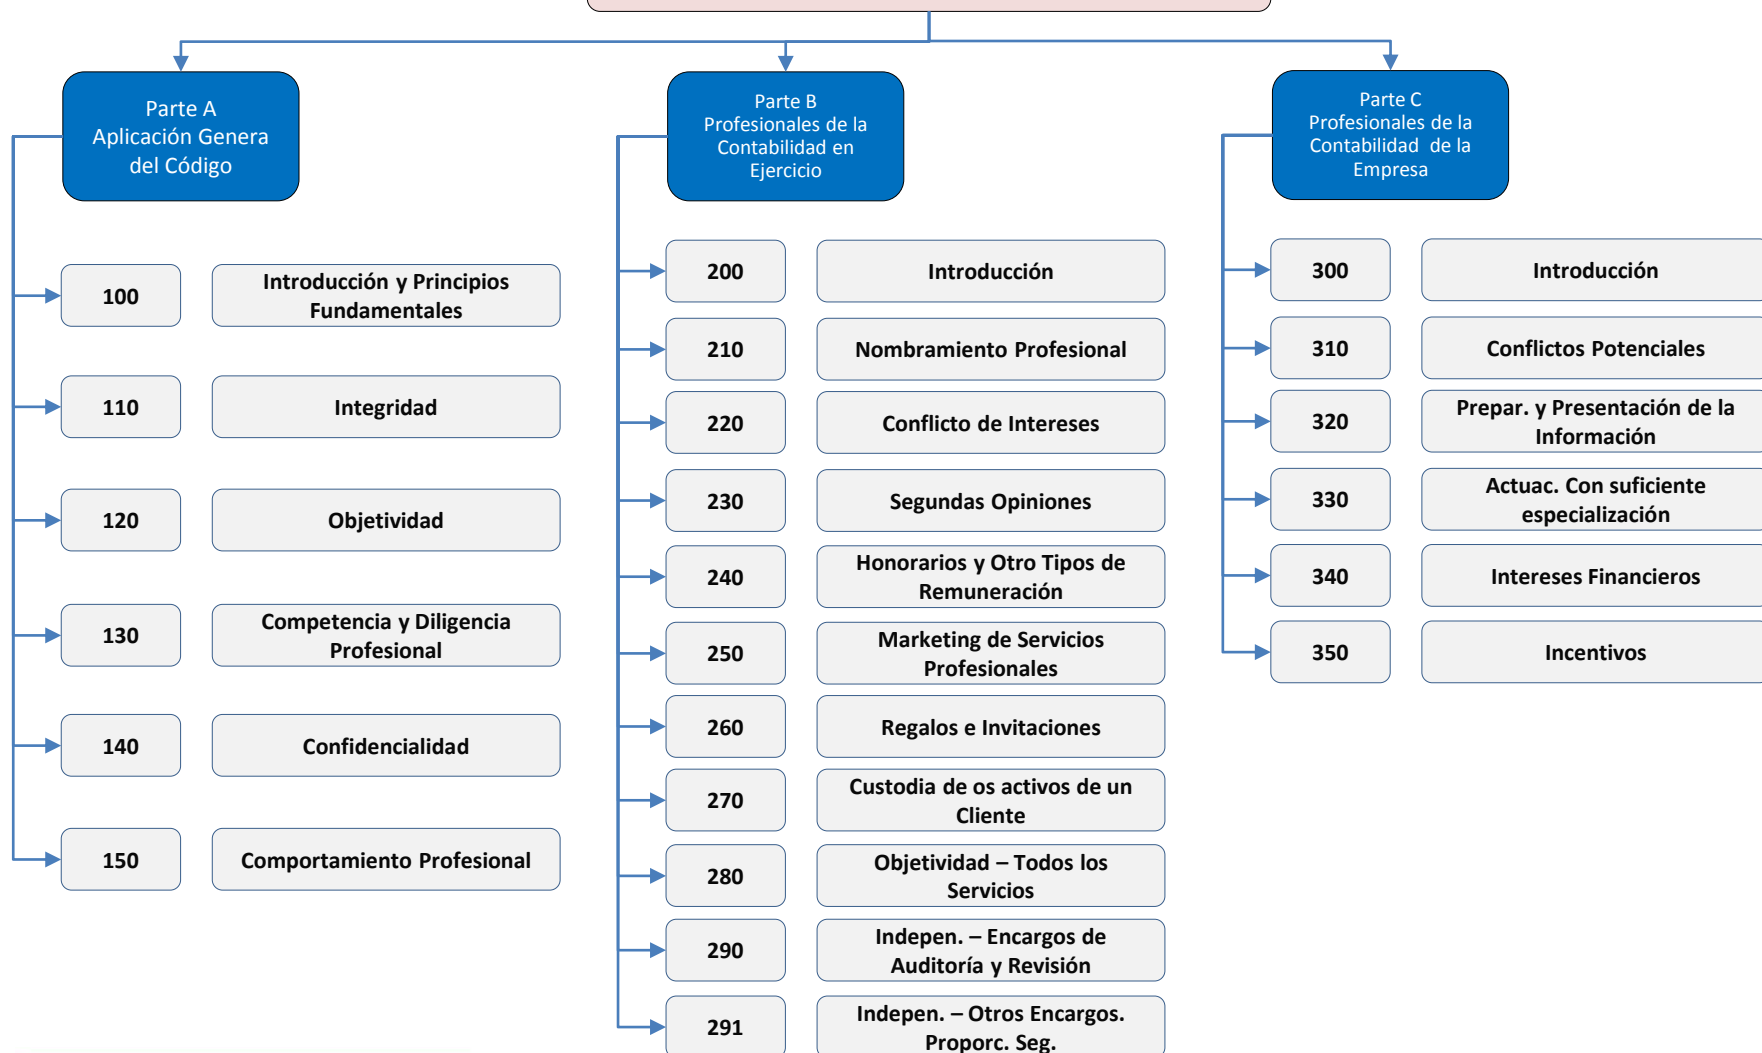 Parte A
Aplicación Genera
del Código
100
Introducción y Principios
Fundamentales
110
Integridad
120
Objetividad
130
Competencia y Diligencia
Profesional
140
Confidencialidad
150
Comportamiento Profesional
Parte B
Profesionales de la
Contabilidad en
Ejercicio
200
Introducción
210
Nombramiento Profesional
220
Conflicto de Intereses
230
Segundas Opiniones
240
Honorarios y Otro Tipos de
Remuneración
250
Marketing de Servicios
Profesionales
260
Regalos e Invitaciones
270
Custodia de os activos de un
Cliente
280
Objetividad – Todos los
Servicios
290
Indepen. – Encargos de
Auditoría y Revisión
291
Indepen. – Otros Encargos.
Proporc. Seg.
Parte C
Profesionales de la
Contabilidad de la
Empresa
300
Introducción
310
Conflictos Potenciales
320
Prepar. y Presentación de la
Información
330
Actuac. Con suficiente
especialización
340
Intereses Financieros
350
Incentivos